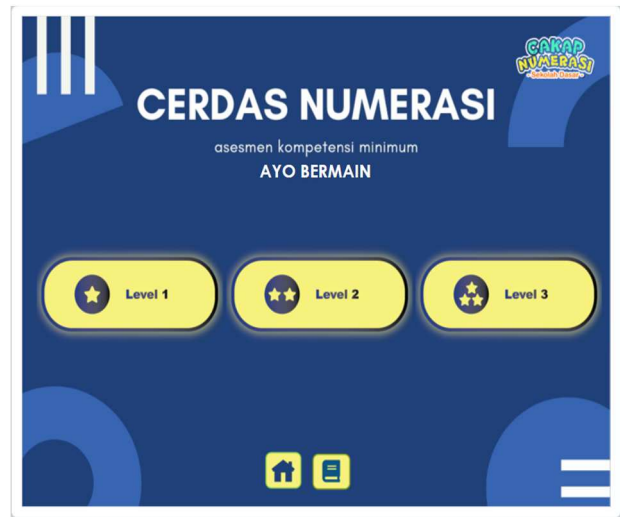 CAKAP
NUMERASI
- Sekolah Dasar -
CERDAS NUMERASI
asesmen kompetensi minimum
AYO BERMAIN
Level 1
Level 2
Level 3